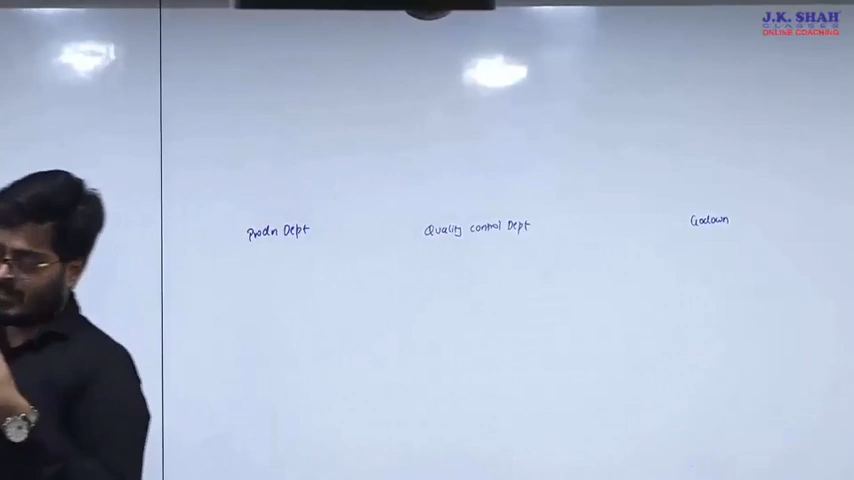 J.K. SHAH
CLASSES
ONLINE COACHING
Prodn Dept
Quality control Dept
Godown